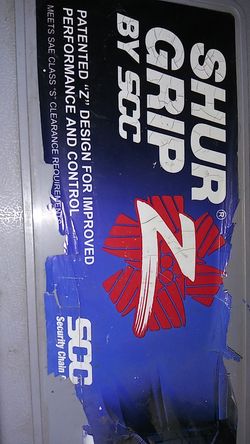 SHUR
GRIP®
BY SCC
Z
PATENTED "Z" DESIGN FOR IMPROVED
PERFORMANCE AND CONTROL
MEETS SAE CLASS 'S' CLEARANCE REQUIREMENTS
SCC
Security Chain